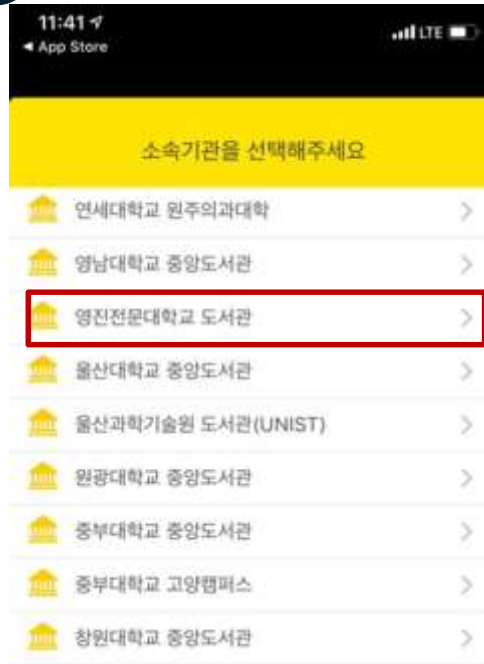 11:41
◀ App Store
LTE
소속기관을 선택해주세요
연세대학교 원주의과대학
영남대학교 중앙도서관
영진전문대학교 도서관
울산대학교 중앙도서관
울산과학기술원 도서관(UNIST)
원광대학교 중앙도서관
중부대학교 중앙도서관
중부대학교 고양캠퍼스
창원대학교 중앙도서관